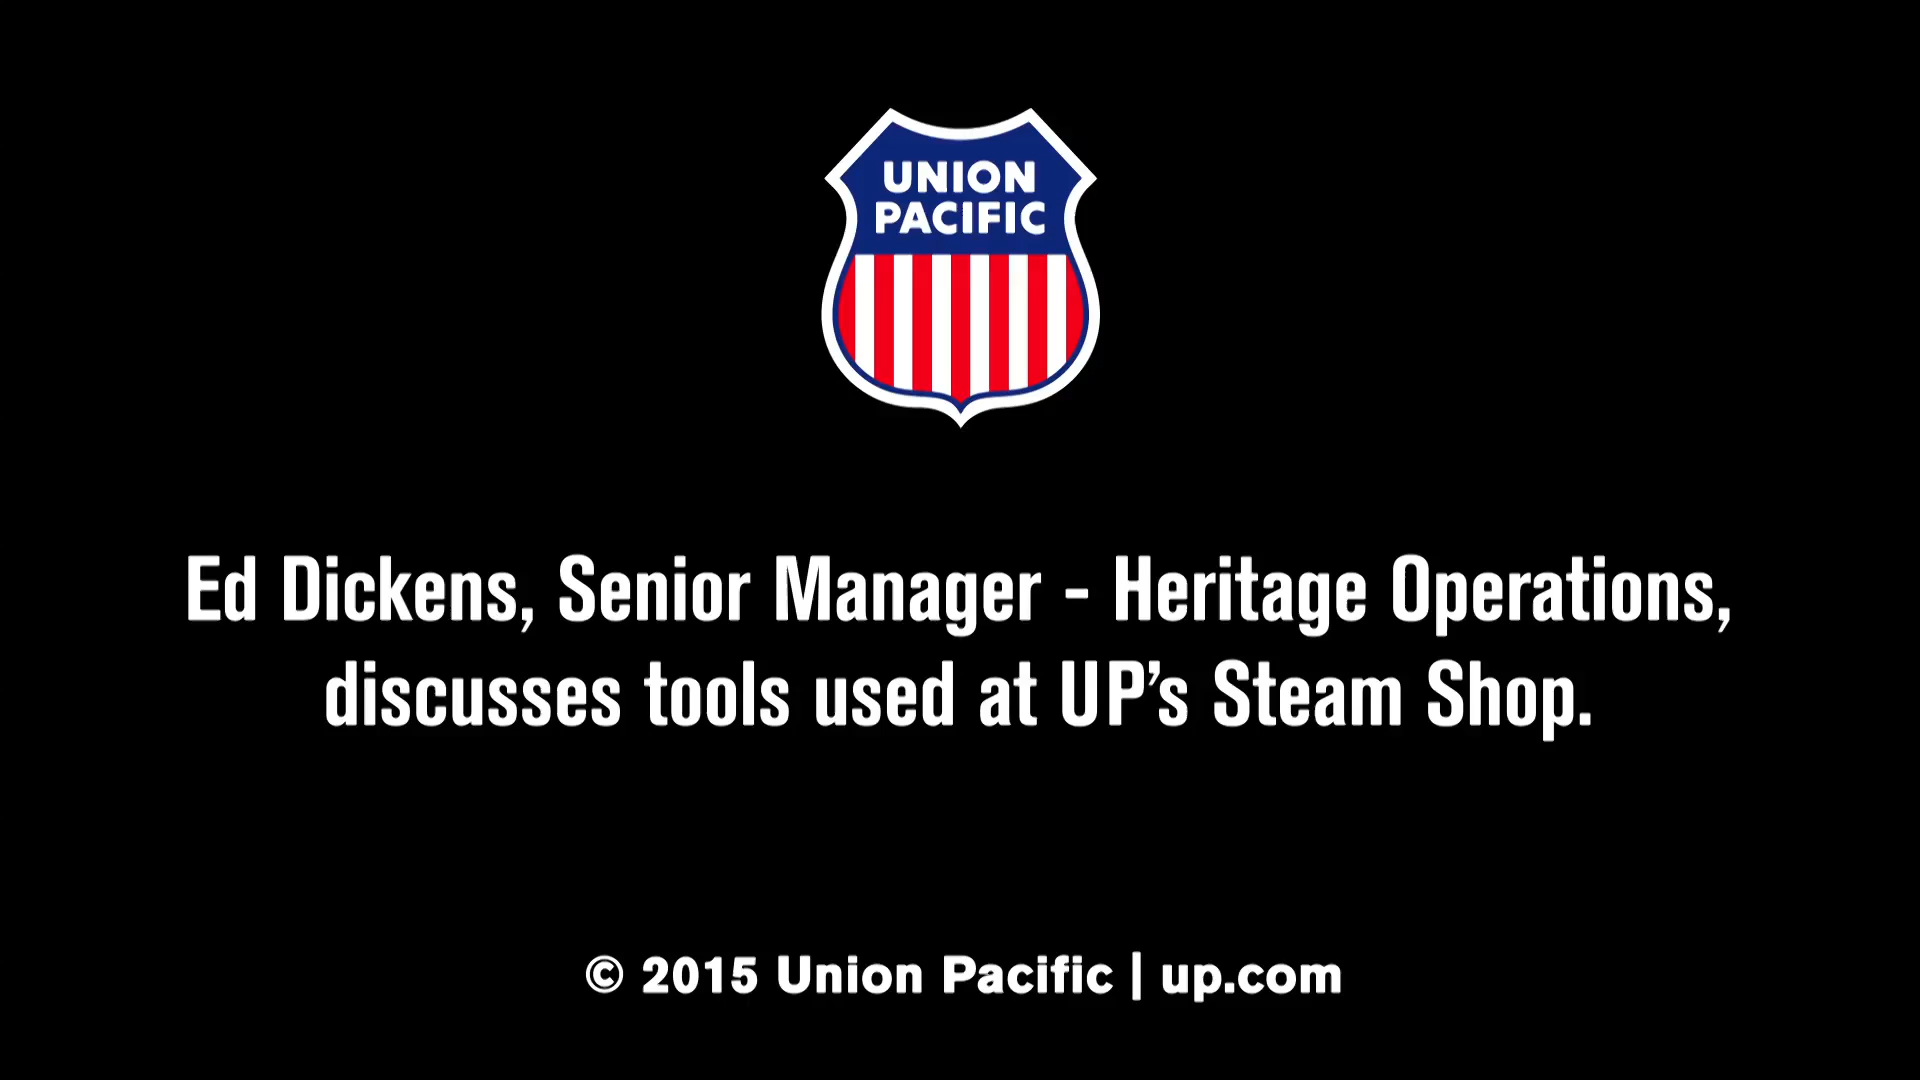 UNION
PACIFIC
Ed Dickens, Senior Manager - Heritage Operations,
discusses tools used at UP’s Steam Shop.
© 2015 Union Pacific | up.com